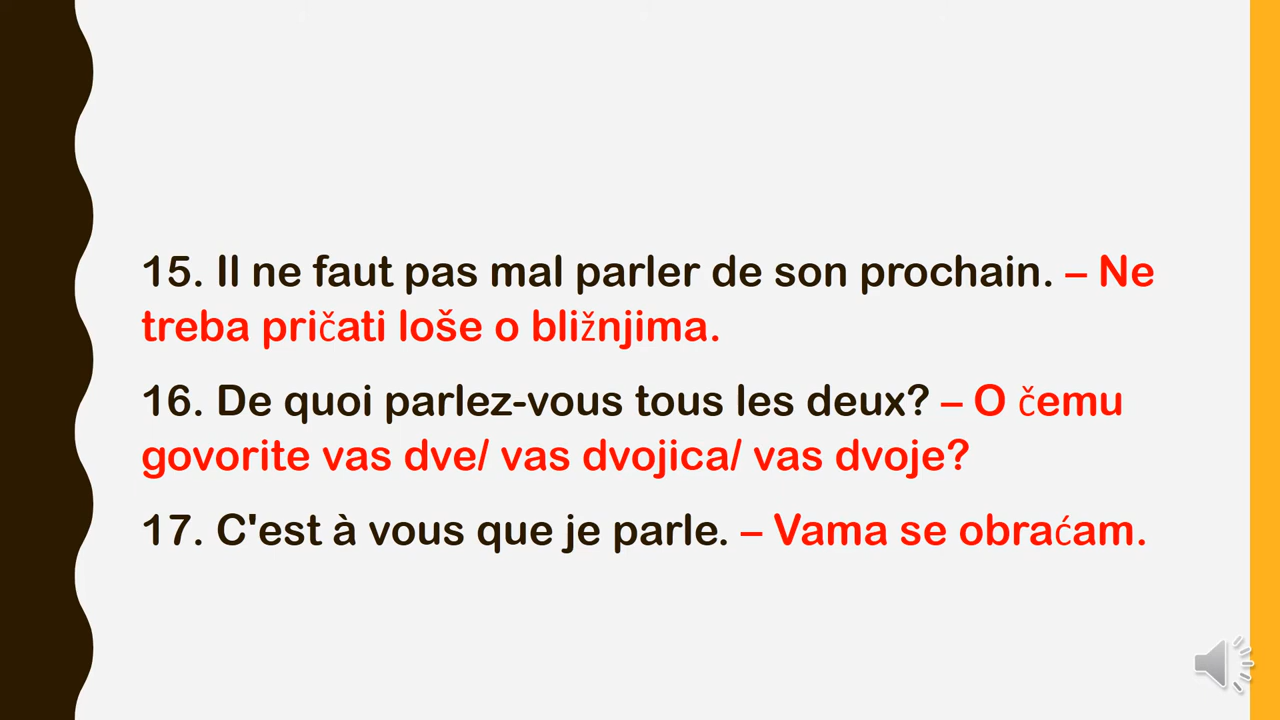 15. Il ne faut pas mal parler de son prochain. – Ne
treba pričati loše o bližnjima.
16. De quoi parlez-vous tous les deux? – O čemu
govorite vas dve/ vas dvojica/ vas dvoje?
17. C'est à vous que je parle. – Vama se obraćam.